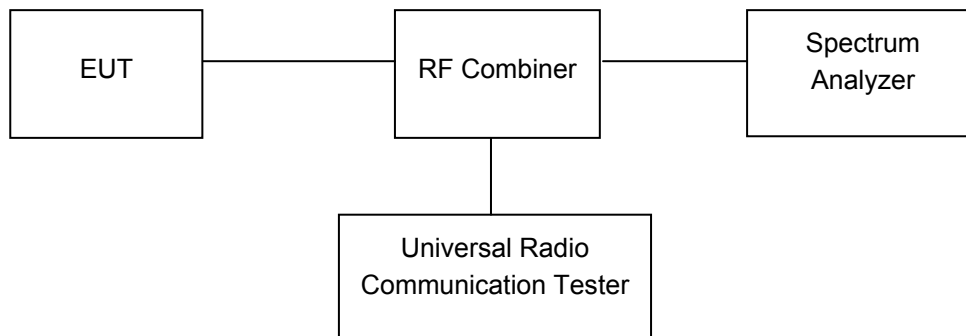 EUT
RF Combiner
Spectrum
Analyzer
Universal Radio
Communication Tester